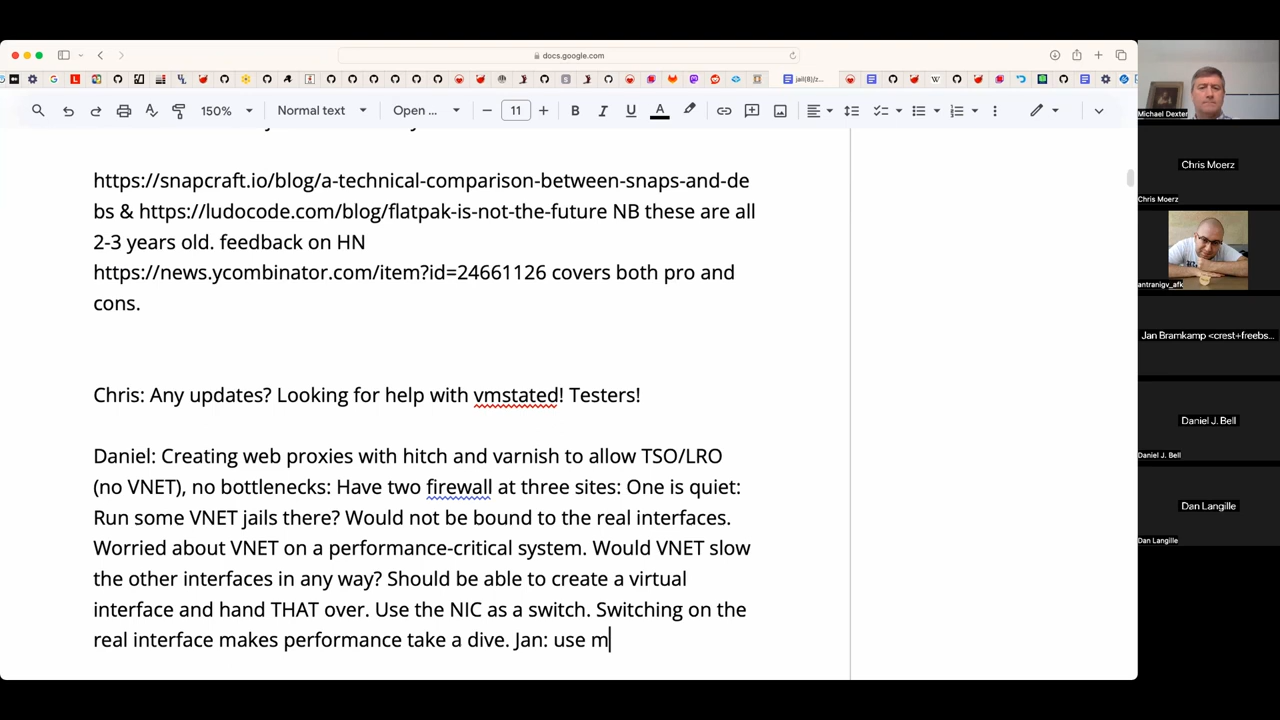 docs.google.com
jail(8)/z...
150%
Normal text
Open ...
11
https://snapcraft.io/blog/a-technical-comparison-between-snaps-and-de
bs & https://ludocode.com/blog/flatpak-is-not-the-future NB these are all
2-3 years old. feedback on HN
https://news.ycombinator.com/item?id=24661126 covers both pro and
cons.
Chris: Any updates? Looking for help with vmstated! Testers!
Daniel: Creating web proxies with hitch and varnish to allow TSO/LRO
(no VNET), no bottlenecks: Have two firewall at three sites: One is quiet:
Run some VNET jails there? Would not be bound to the real interfaces.
Worried about VNET on a performance-critical system. Would VNET slow
the other interfaces in any way? Should be able to create a virtual
interface and hand THAT over. Use the NIC as a switch. Switching on the
real interface makes performance take a dive. Jan: use m
Michael Dexter
Chris Moerz
Chris Moerz
antranigv_afk
Jan Bramkamp <crest+freebs...
Daniel J. Bell
Daniel J. Bell
Dan Langille
Dan Langille